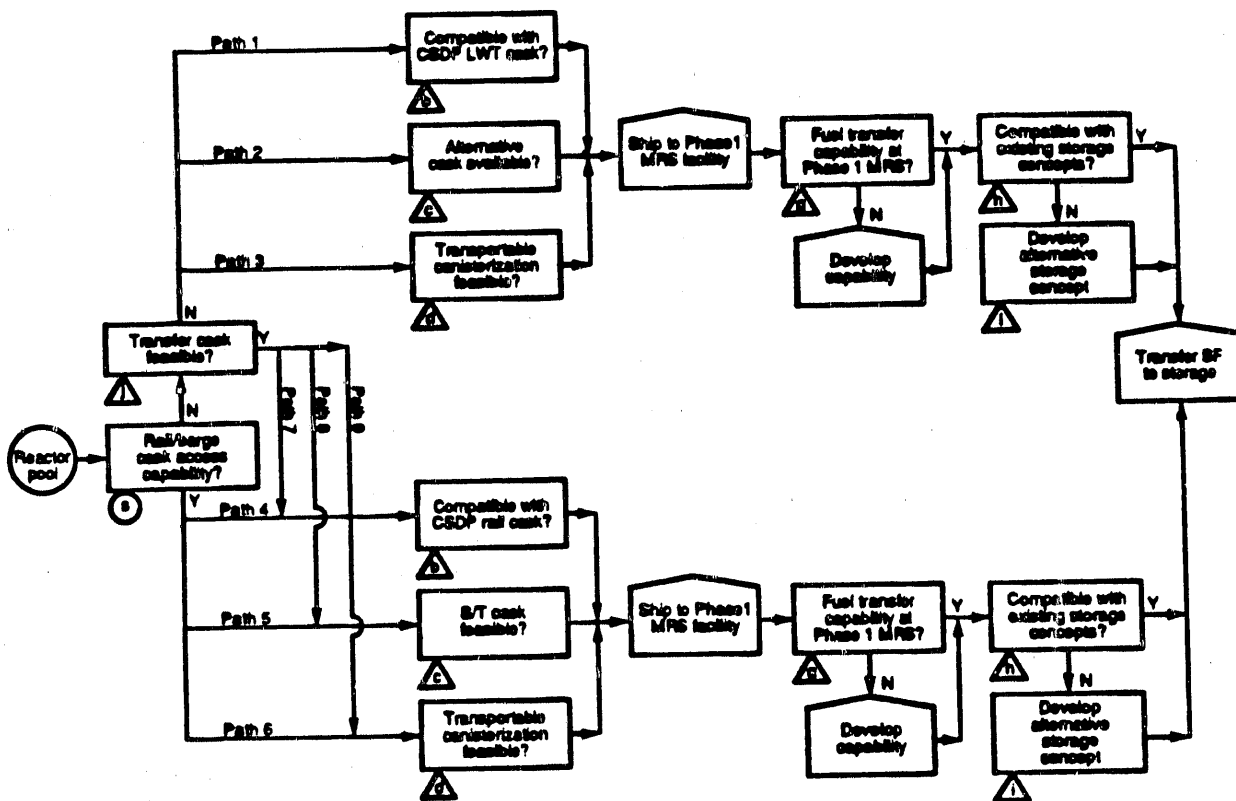 Path 1
Compatible with
CSDP LWT cask?
b
Path 2
Alternative
cask available?
c
Path 3
Transportable
canisterization
feasible?
d
Ship to Phase 1
MRS facility
Fuel transfer
capability at
Phase 1 MRS?
Y
g
N
Develop
capability
Compatible with
existing storage
concepts?
Y
h
N
Develop
alternative
storage
concept
i
N
Transfer cask
feasible?
Y
j
N
Path 7
Path 8
Path 9
Reactor
pool
Rail/barge
cask access
capability?
Y
Transfer SF
to storage
Path 4
Compatible with
CSDP rail cask?
b
Path 5
S/T cask
feasible?
c
Path 6
Transportable
canisterization
feasible?
d
Ship to Phase 1
MRS facility
Fuel transfer
capability at
Phase 1 MRS?
Y
g
N
Develop
capability
Compatible with
existing storage
concepts?
Y
h
N
Develop
alternative
storage
concept
i